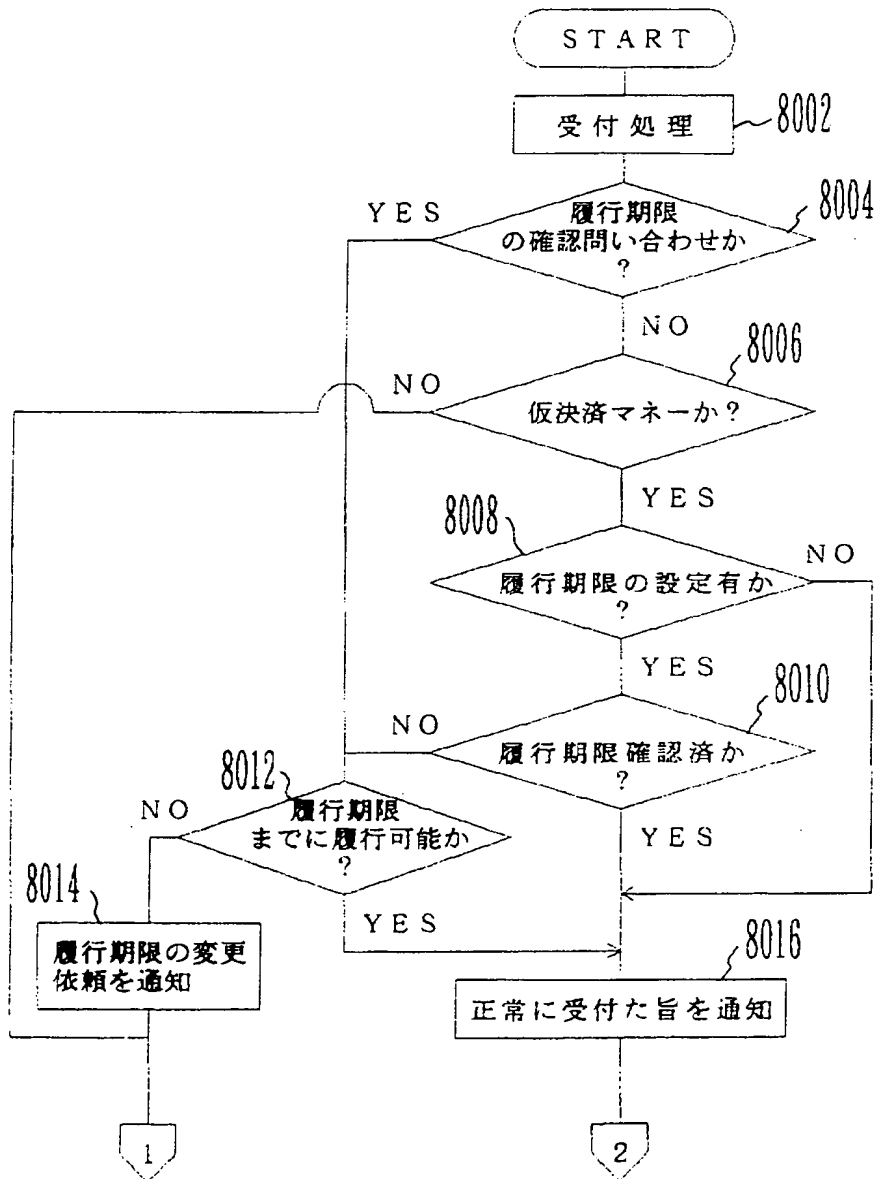 START
受付処理
8002
YES
履行期限
の確認問い合わせか
?
8004
NO
8006
NO
仮決済マネーか?
YES
8008
NO
履行期限の設定有か
?
YES
8010
NO
履行期限確認済か
?
8012
NO
履行期限
までに履行可能か
?
YES
8014
YES
履行期限の変更
依頼を通知
8016
正常に受付た旨を通知
1
2